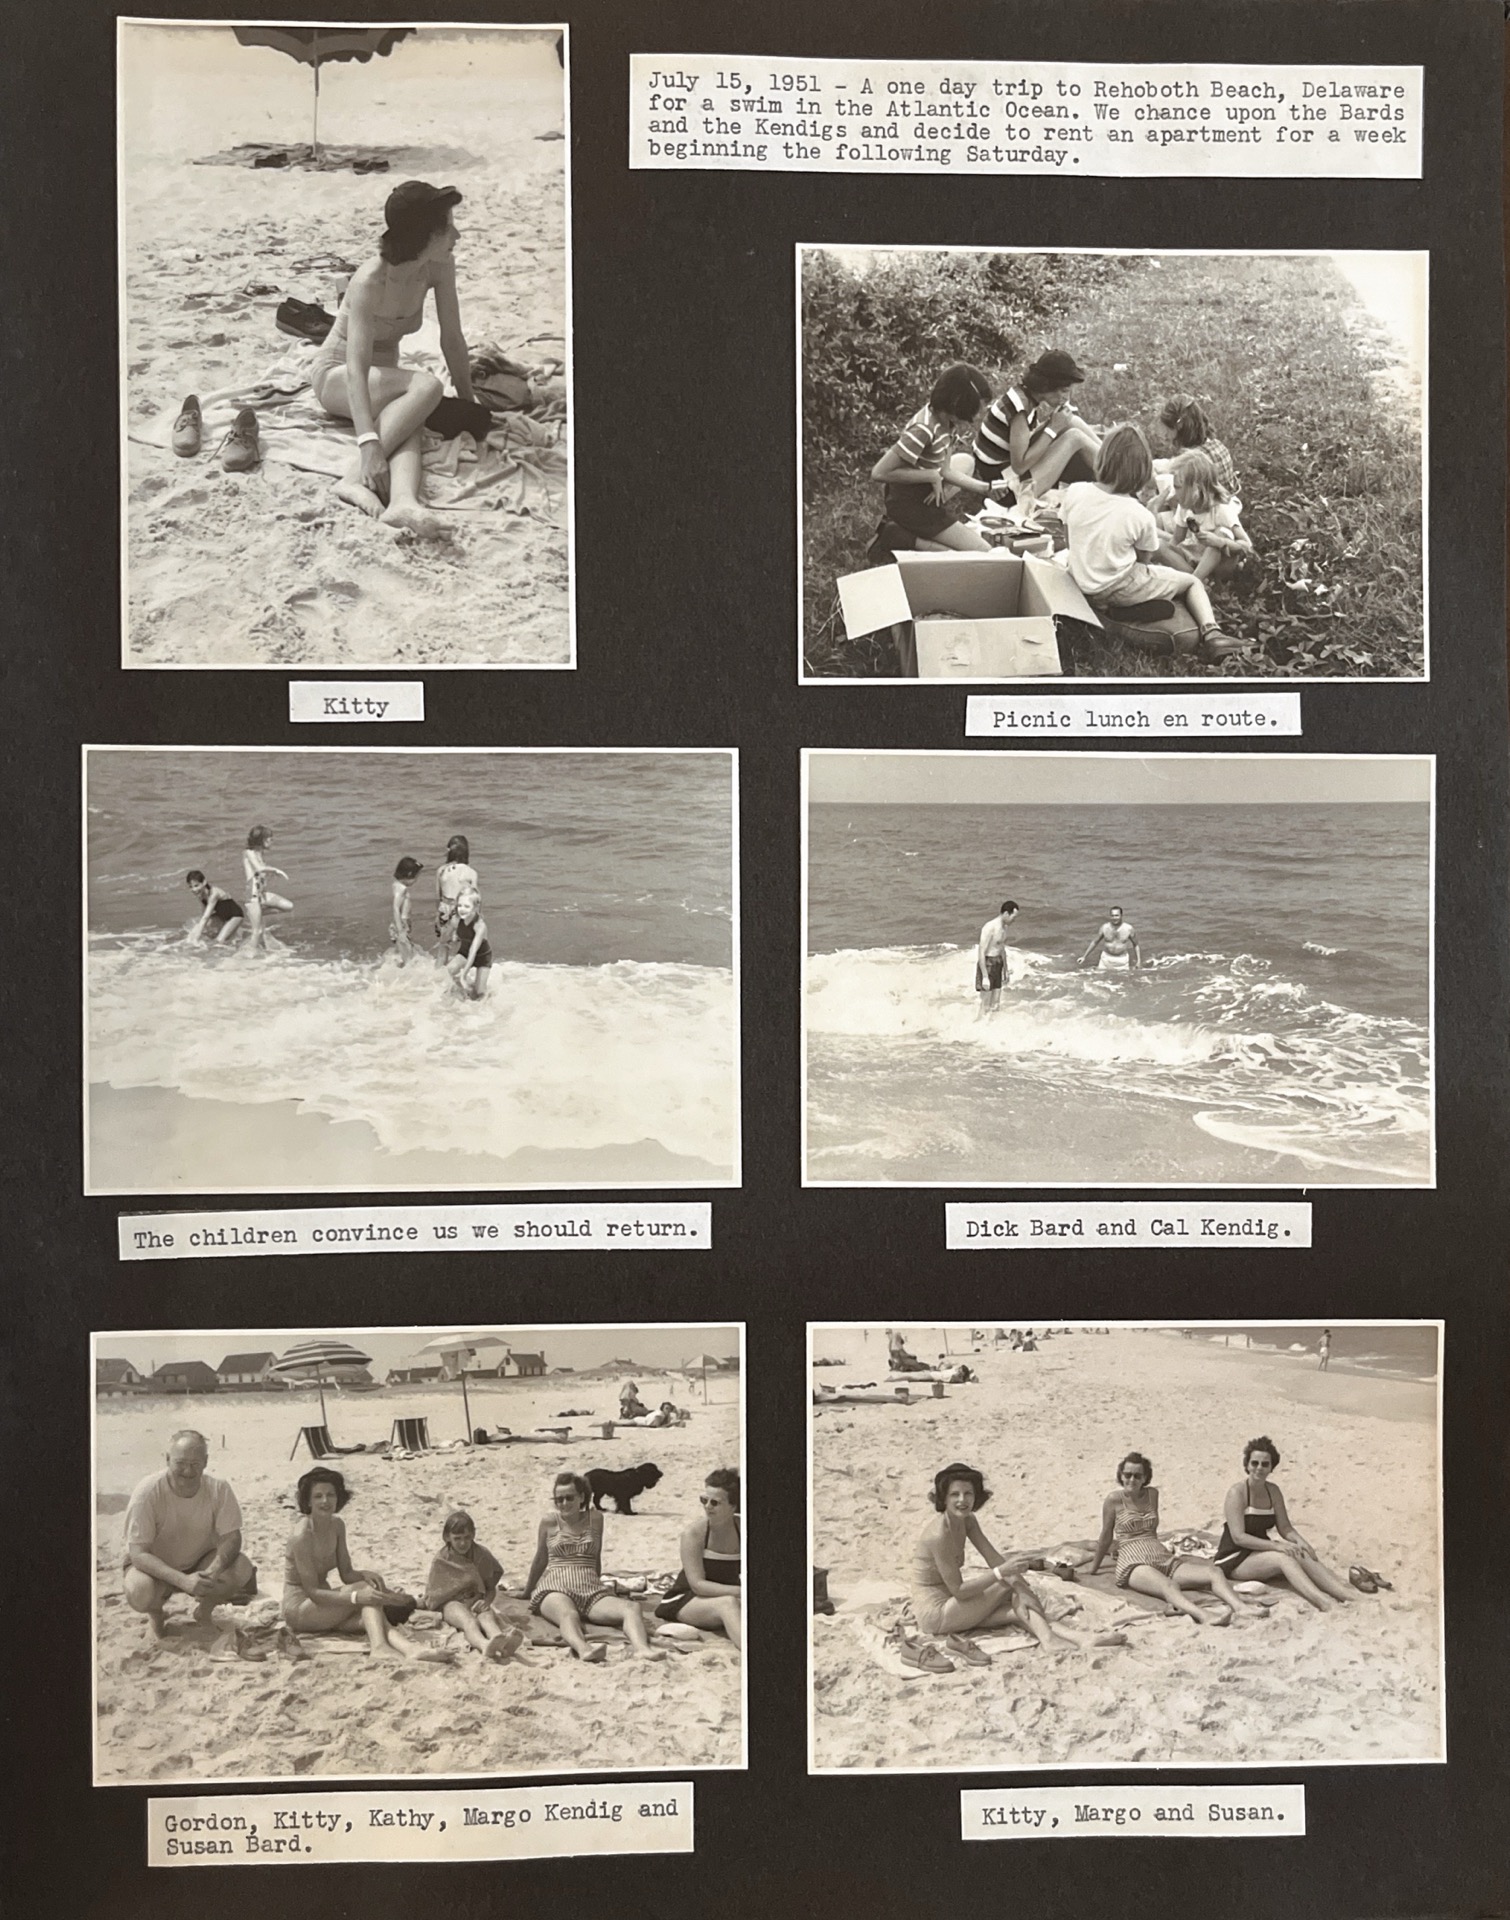 July 15, 1951 - A one day trip to Rehoboth Beach, Delaware
for a swim in the Atlantic Ocean. We chance upon the Bards
and the Kendigs and decide to rent an apartment for a week
beginning the following Saturday.
Kitty
Picnic lunch en route.
The children convince us we should return.
Dick Bard and Cal Kendig.
Gordon, Kitty, Kathy, Margo Kendig and
Susan Bard.
Kitty, Margo and Susan.